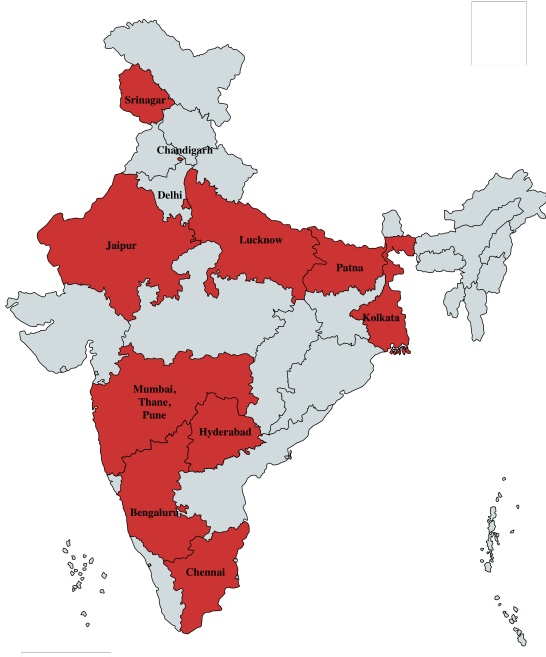 Srinagar
Chandigarh
Delhi
Jaipur
Lucknow
Patna
Kolkata
Mumbai,
Thane,
Pune
Hyderabad
Bengaluru
Chennai